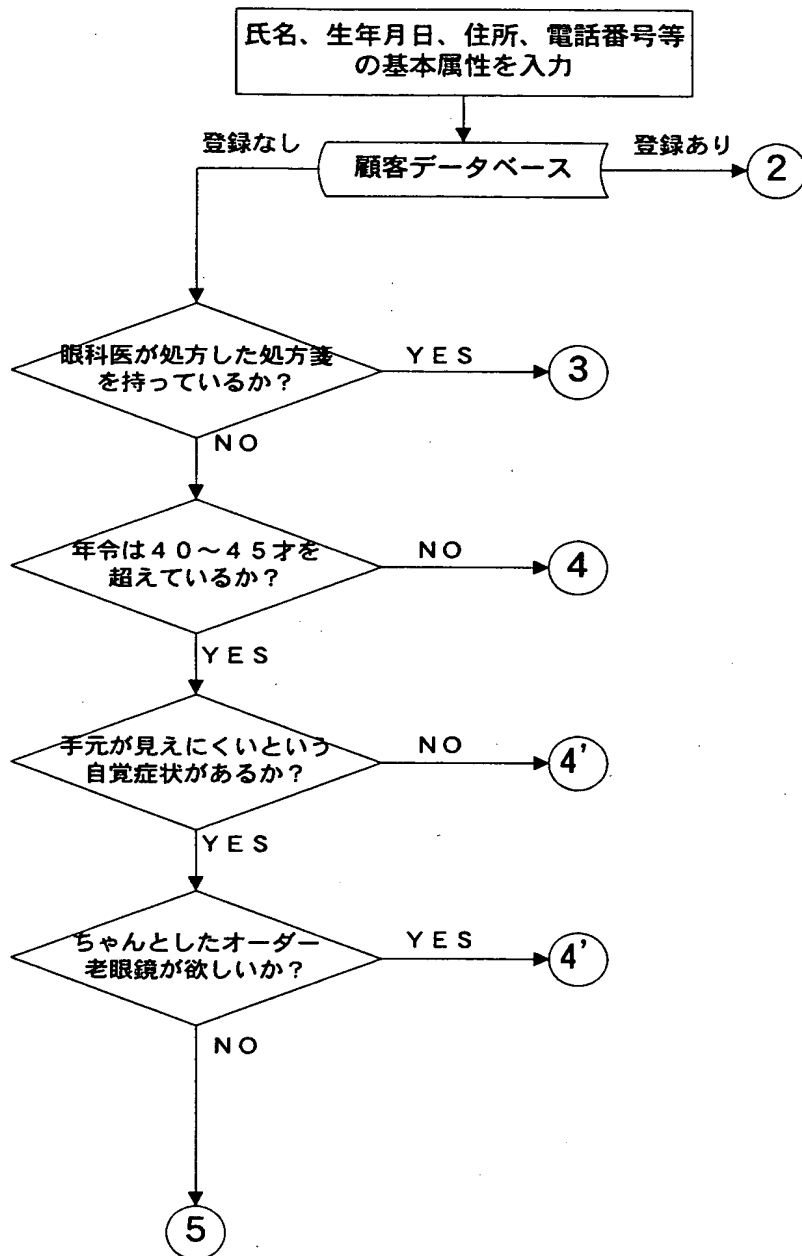 氏名、生年月日、住所、電話番号等
の基本属性を入力
登録なし
顧客データベース
登録あり
2
眼科医が処方した処方箋
を持っているか?
YES
3
NO
年令は40~45才を
超えているか?
NO
4
YES
手元が見えにくいという
自覚症状があるか?
NO
4'
YES
ちゃんとしたオーダー
老眼鏡が欲しいか?
YES
4'
NO
5